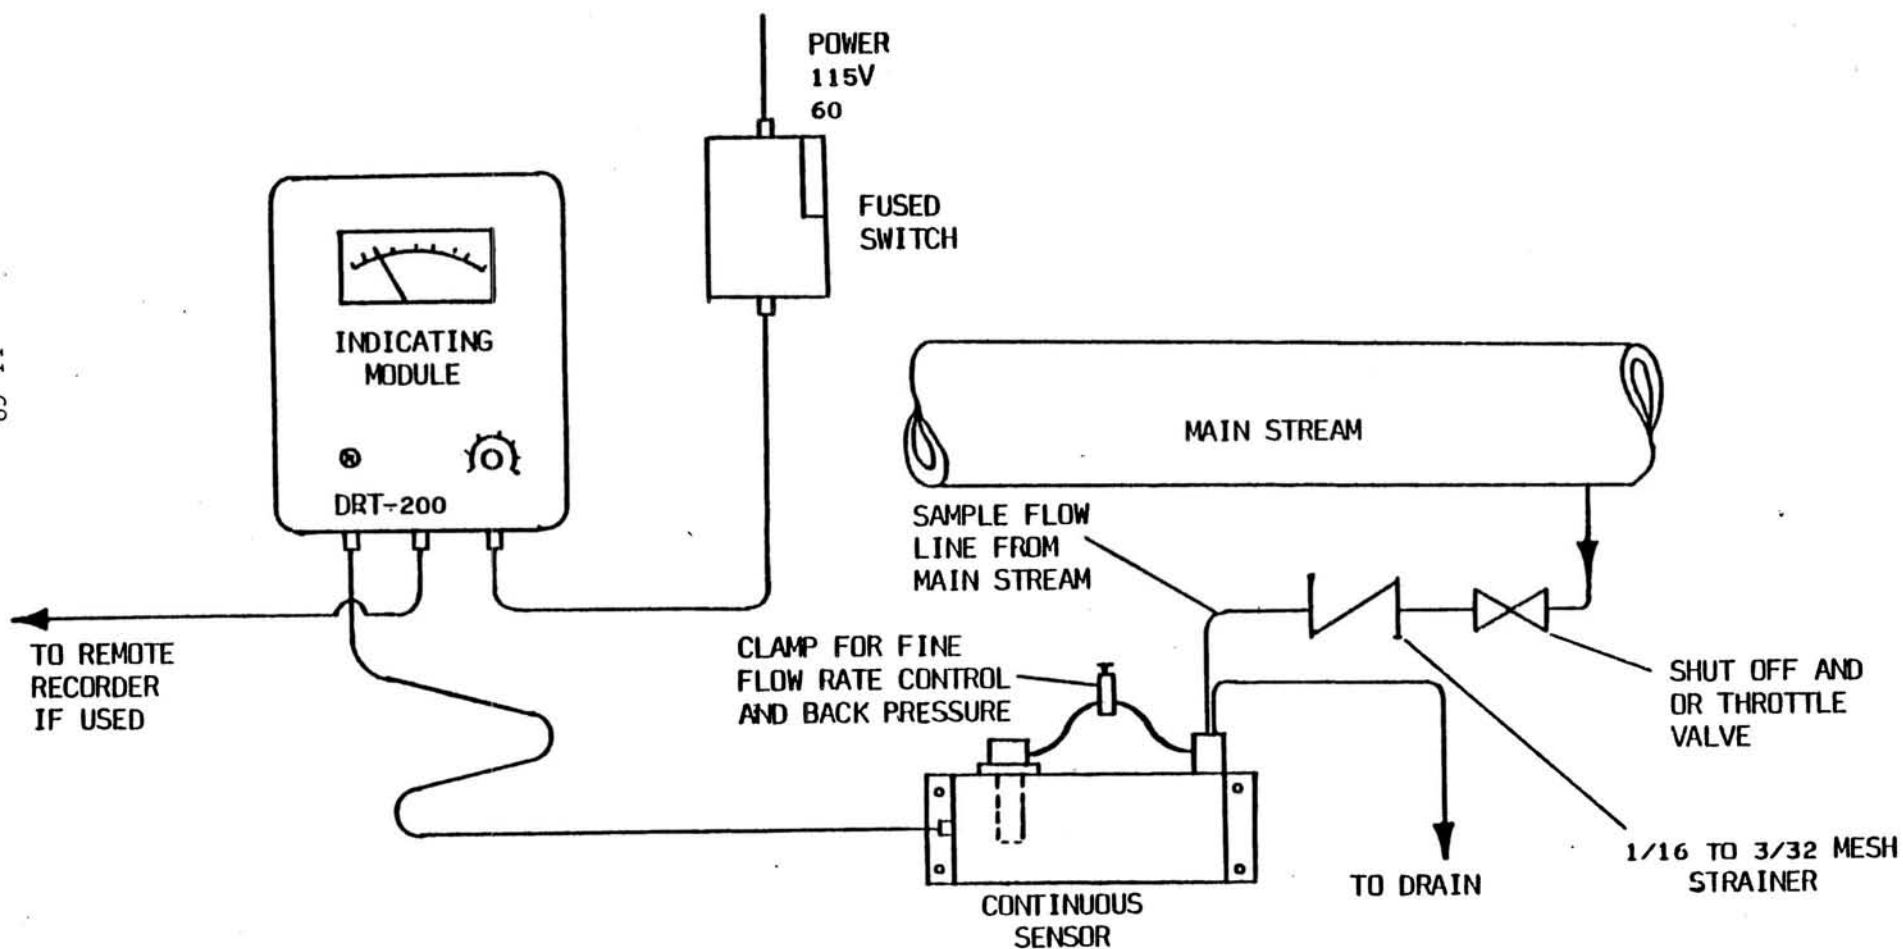 POWER
115V
60
FUSED
SWITCH
INDICATING
MODULE
DRT-200
MAIN STREAM
SAMPLE FLOW
LINE FROM
MAIN STREAM
TO REMOTE
RECORDER
IF USED
CLAMP FOR FINE
FLOW RATE CONTROL
AND BACK PRESSURE
SHUT OFF AND
OR THROTTLE
VALVE
1/16 TO 3/32 MESH
STRAINER
TO DRAIN
CONTINUOUS
SENSOR